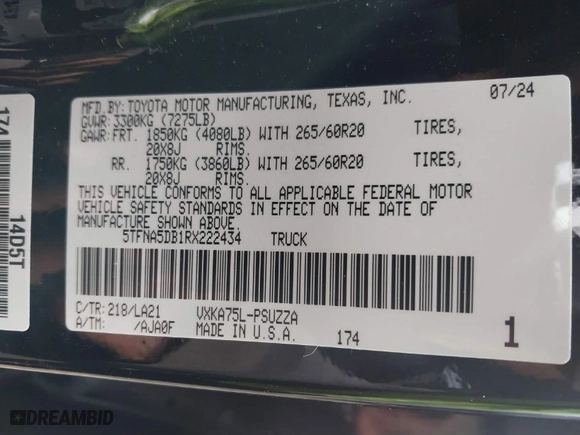 MFD.BY:TOYOTA MOTOR MANUFACTURING, TEXAS, INC. 07/24
GVWR:3300KG (7275LB)
GAWR:FRT. 1850KG (4080LB) WITH 265/60R20 TIRES,
20X8J RIMS.
RR. 1750KG (3860LB) WITH 265/60R20 TIRES,
20X8J RIMS.
THIS VEHICLE CONFORMS TO ALL APPLICABLE FEDERAL MOTOR
VEHICLE SAFETY STANDARDS IN EFFECT ON THE DATE OF
MANUFACTURE SHOWN ABOVE.
5TFNA5DB1RX222434 TRUCK
C/TR:218/LA21 VXKA75L-PSUZZA
A/TM: /AJA0F MADE IN U.S.A. 174 1
174
14D5T
DREAMBID